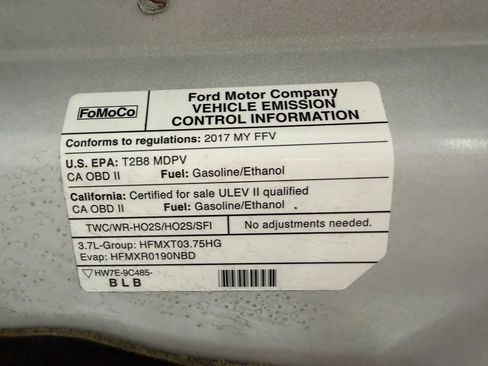 FoMoCo
Ford Motor Company
VEHICLE EMISSION
CONTROL INFORMATION
Conforms to regulations: 2017 MY FFV
U.S. EPA: T2B8 MDPV
CA OBD II Fuel: Gasoline/Ethanol
California: Certified for sale ULEV II qualified
CA OBD II Fuel: Gasoline/Ethanol
TWC/WR-HO2S/HO2S/SFI No adjustments needed.
3.7L-Group: HFMXT03.75HG
Evap: HFMXR0190NBD
HW7E-9C485-
BLB